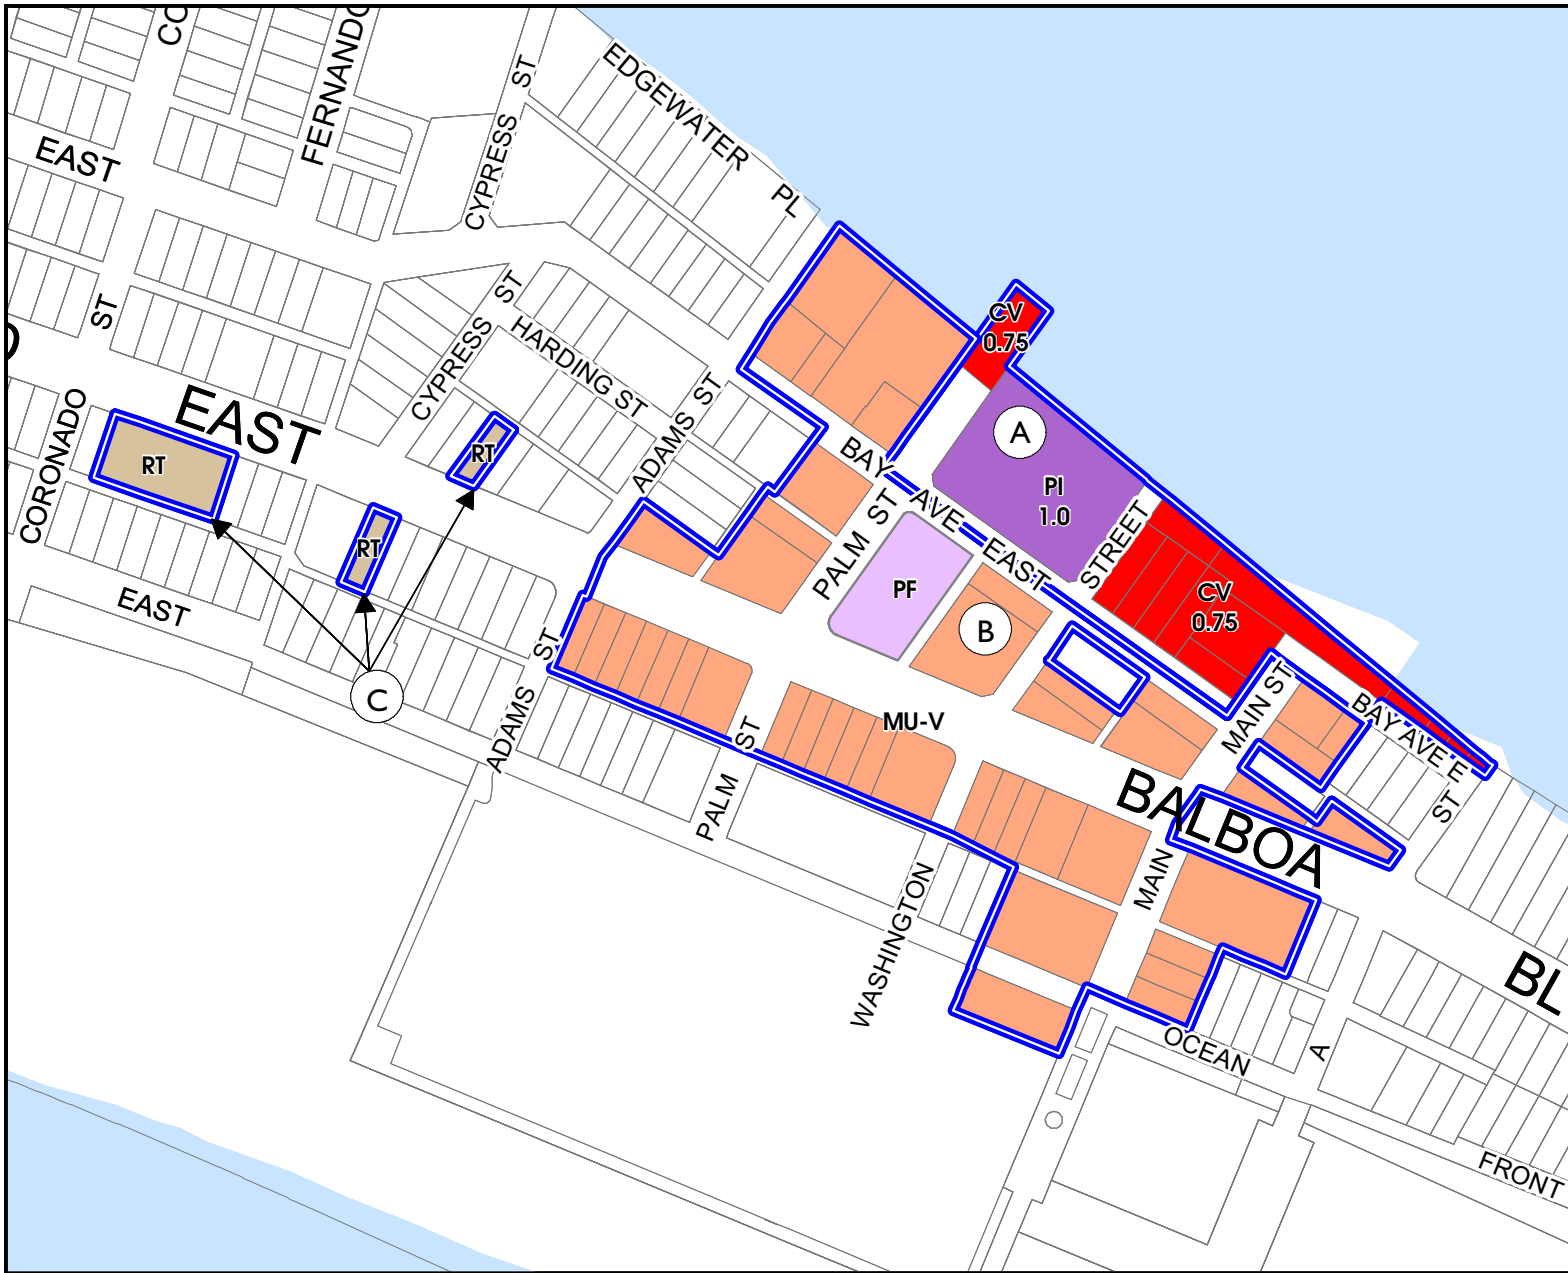 CO
FERNANDO
EAST
CYPRESS ST
EDGEWATER PL
ST
CYPRESS ST
HARDING ST
ADAMS ST
CORONADO
EAST
EAST
RT
RT
RT
C
ADAMS ST
BAY AVE EAST
PALM ST
STREET
CV
0.75
A
PI
1.0
CV
0.75
PF
B
MU-V
MAIN ST
BAY AVE E
ST
PALM ST
BALBOA
BL
MAIN
WASHINGTON
OCEAN
A
FRONT